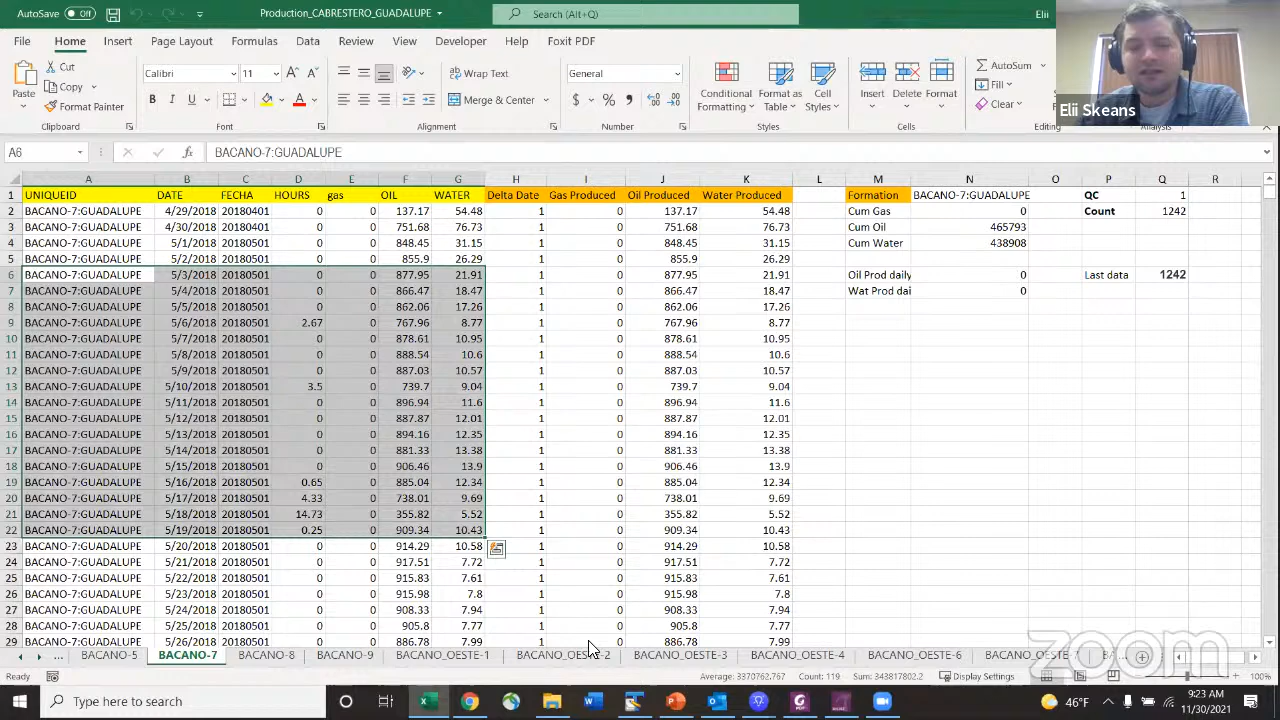 AutoSave Off Production_CABRESTERO_GUADALUPE Search (Alt+Q) Elii
File Home Insert Page Layout Formulas Data Review View Developer Help Foxit PDF
Cut Calibri 11 Wrap Text General AutoSum
Paste Copy Conditional Format as Cell Insert Delete Format Fill
Format Painter B I U Merge & Center $ % Formatting Table Styles Clear
Elii Skeans
Clipboard Font Alignment Number Styles Cells Editing Analysis
A6 fx BACANO-7:GUADALUPE
A B C D E F G H I J K L M N O P Q R
1 UNIQUEID DATE FECHA HOURS gas OIL WATER Delta Date Gas Produced Oil Produced Water Produced Formation BACANO-7:GUADALUPE QC 1
2 BACANO-7:GUADALUPE 4/29/2018 20180401 0 0 137.17 54.48 1 0 137.17 54.48 Cum Gas 0 Count 1242
3 BACANO-7:GUADALUPE 4/30/2018 20180401 0 0 751.68 76.73 1 0 751.68 76.73 Cum Oil 465793
4 BACANO-7:GUADALUPE 5/1/2018 20180501 0 0 848.45 31.15 1 0 848.45 31.15 Cum Water 438908
5 BACANO-7:GUADALUPE 5/2/2018 20180501 0 0 855.9 26.29 1 0 855.9 26.29
6 BACANO-7:GUADALUPE 5/3/2018 20180501 0 0 877.95 21.91 1 0 877.95 21.91 Oil Prod daily 0 Last data 1242
7 BACANO-7:GUADALUPE 5/4/2018 20180501 0 0 866.47 18.47 1 0 866.47 18.47 Wat Prod dai 0
8 BACANO-7:GUADALUPE 5/5/2018 20180501 0 0 862.06 17.26 1 0 862.06 17.26
9 BACANO-7:GUADALUPE 5/6/2018 20180501 2.67 0 767.96 8.77 1 0 767.96 8.77
10 BACANO-7:GUADALUPE 5/7/2018 20180501 0 0 878.61 10.95 1 0 878.61 10.95
11 BACANO-7:GUADALUPE 5/8/2018 20180501 0 0 888.54 10.6 1 0 888.54 10.6
12 BACANO-7:GUADALUPE 5/9/2018 20180501 0 0 887.03 10.57 1 0 887.03 10.57
13 BACANO-7:GUADALUPE 5/10/2018 20180501 3.5 0 739.7 9.04 1 0 739.7 9.04
14 BACANO-7:GUADALUPE 5/11/2018 20180501 0 0 896.94 11.6 1 0 896.94 11.6
15 BACANO-7:GUADALUPE 5/12/2018 20180501 0 0 887.87 12.01 1 0 887.87 12.01
16 BACANO-7:GUADALUPE 5/13/2018 20180501 0 0 894.16 12.35 1 0 894.16 12.35
17 BACANO-7:GUADALUPE 5/14/2018 20180501 0 0 881.33 13.38 1 0 881.33 13.38
18 BACANO-7:GUADALUPE 5/15/2018 20180501 0 0 906.46 13.9 1 0 906.46 13.9
19 BACANO-7:GUADALUPE 5/16/2018 20180501 0.65 0 885.04 12.34 1 0 885.04 12.34
20 BACANO-7:GUADALUPE 5/17/2018 20180501 4.33 0 738.01 9.69 1 0 738.01 9.69
21 BACANO-7:GUADALUPE 5/18/2018 20180501 14.73 0 355.82 5.52 1 0 355.82 5.52
22 BACANO-7:GUADALUPE 5/19/2018 20180501 0.25 0 909.34 10.43 1 0 909.34 10.43
23 BACANO-7:GUADALUPE 5/20/2018 20180501 0 0 914.29 10.58 1 0 914.29 10.58
24 BACANO-7:GUADALUPE 5/21/2018 20180501 0 0 917.51 7.72 1 0 917.51 7.72
25 BACANO-7:GUADALUPE 5/22/2018 20180501 0 0 915.83 7.61 1 0 915.83 7.61
26 BACANO-7:GUADALUPE 5/23/2018 20180501 0 0 915.98 7.8 1 0 915.98 7.8
27 BACANO-7:GUADALUPE 5/24/2018 20180501 0 0 908.33 7.94 1 0 908.33 7.94
28 BACANO-7:GUADALUPE 5/25/2018 20180501 0 0 905.8 7.77 1 0 905.8 7.77
29 BACANO-7:GUADALUPE 5/26/2018 20180501 0 0 886.78 7.99 1 0 886.78 7.99
... BACANO-5 BACANO-7 BACANO-8 BACANO-9 BACANO_OESTE-1 BACANO_OESTE-2 BACANO_OESTE-3 BACANO_OESTE-4 BACANO_OESTE-6 BACANO_OESTE-7
zoom
Ready Average: 3370762.767 Count: 119 Sum: 343817802.2 Display Settings 100%
Type here to search 46°F 9:23 AM
11/30/2021